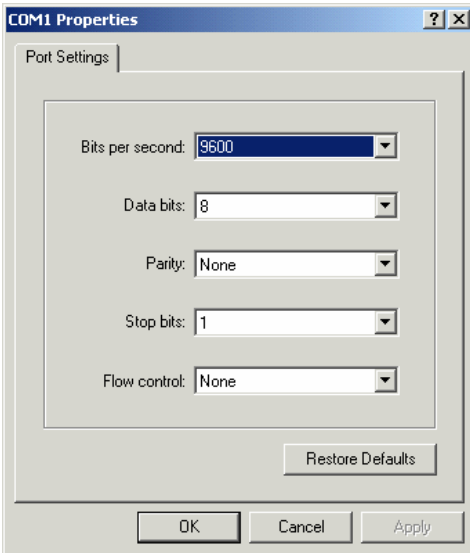 COM1 Properties
Port Settings
Bits per second: 9600
Data bits: 8
Parity: None
Stop bits: 1
Flow control: None
Restore Defaults
OK Cancel Apply